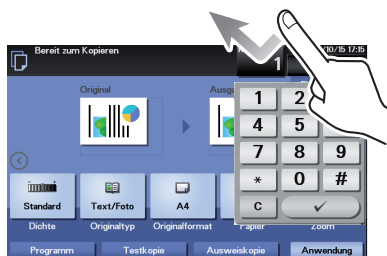 Bereit zum Kopieren
/10/15 17:15
1
Original
Ausga
1 2
4 5
7 8 9
* 0 #
C
Standard Text/Foto A4
Dichte Originaltyp Originalformat Papier Zoom
Programm Testkopie Ausweiskopie Anwendung